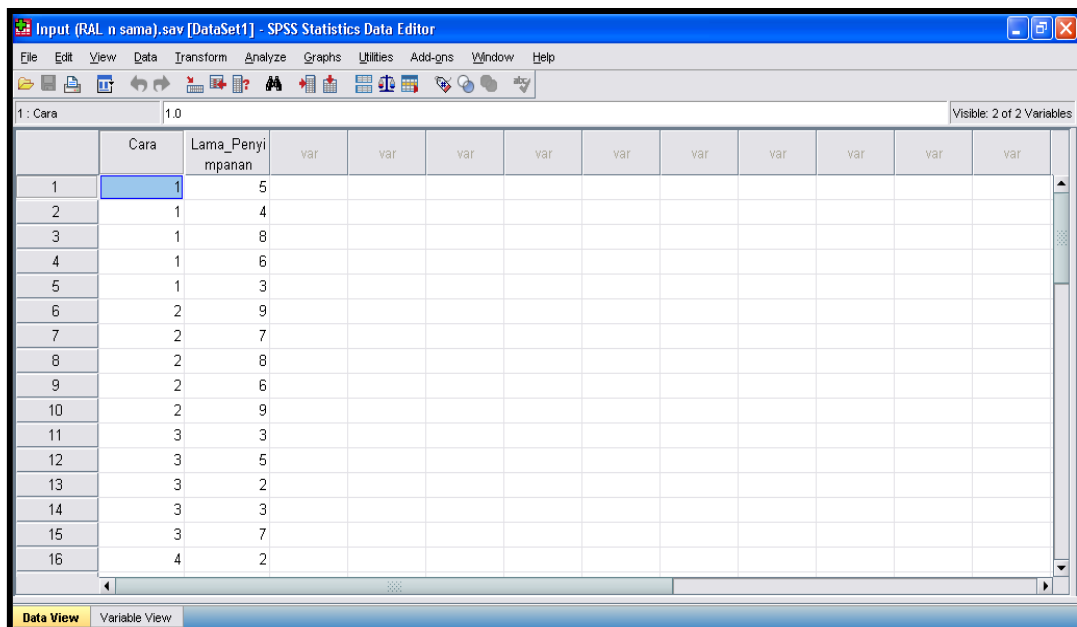 Input (RAL n sama).sav [DataSet1] - SPSS Statistics Data Editor
File Edit View Data Transform Analyze Graphs Utilities Add-ons Window Help
1 : Cara 1.0 Visible: 2 of 2 Variables
Cara Lama_Penyi var var var var var var var var var var
mpanan
1 1 5
2 1 4
3 1 8
4 1 6
5 1 3
6 2 9
7 2 7
8 2 8
9 2 6
10 2 9
11 3 3
12 3 5
13 3 2
14 3 3
15 3 7
16 4 2
Data View Variable View